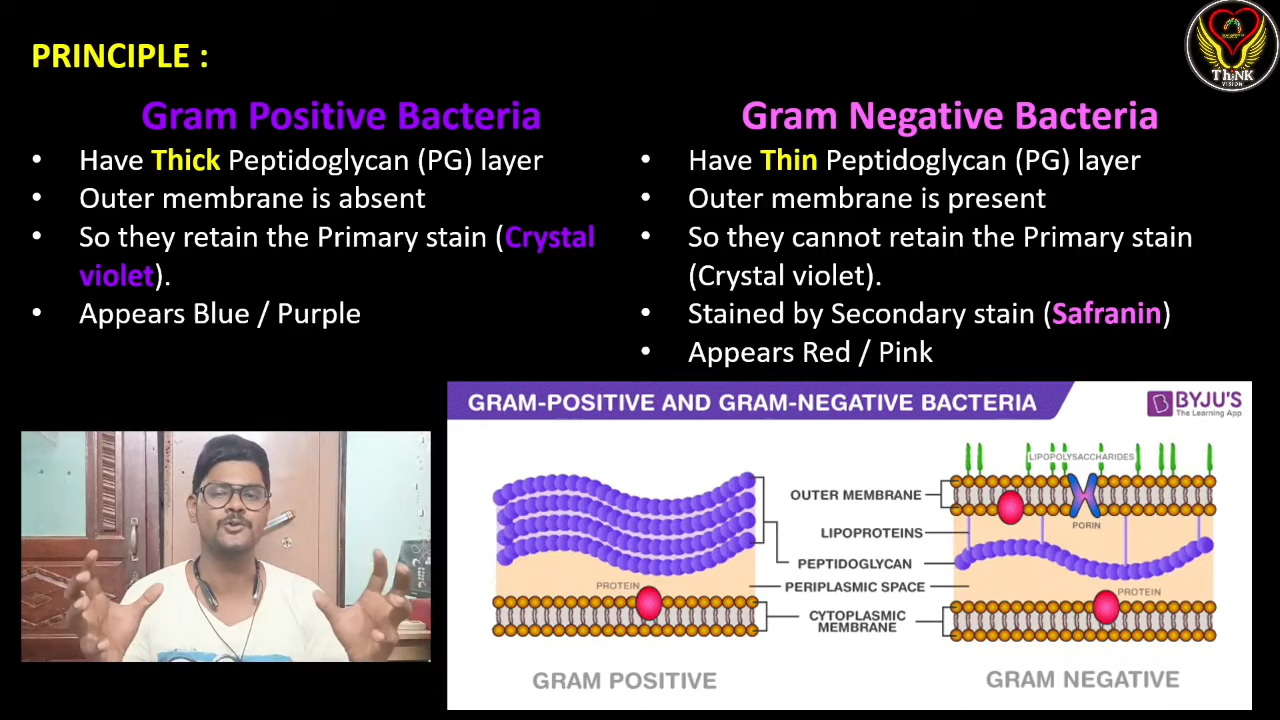 PRINCIPLE :
Th:NK
VISION
Gram Positive Bacteria
• Have Thick Peptidoglycan (PG) layer
• Outer membrane is absent
• So they retain the Primary stain (Crystal
violet).
• Appears Blue / Purple
Gram Negative Bacteria
• Have Thin Peptidoglycan (PG) layer
• Outer membrane is present
• So they cannot retain the Primary stain
(Crystal violet).
• Stained by Secondary stain (Safranin)
• Appears Red / Pink
GRAM-POSITIVE AND GRAM-NEGATIVE BACTERIA
BYJU'S
The Learning App
LIPOPOLYSACCHARIDES
OUTER MEMBRANE
PORIN
LIPOPROTEINS
PEPTIDOGLYCAN
PROTEIN
PERIPLASMIC SPACE
PROTEIN
CYTOPLASMIC
MEMBRANE
GRAM POSITIVE
GRAM NEGATIVE